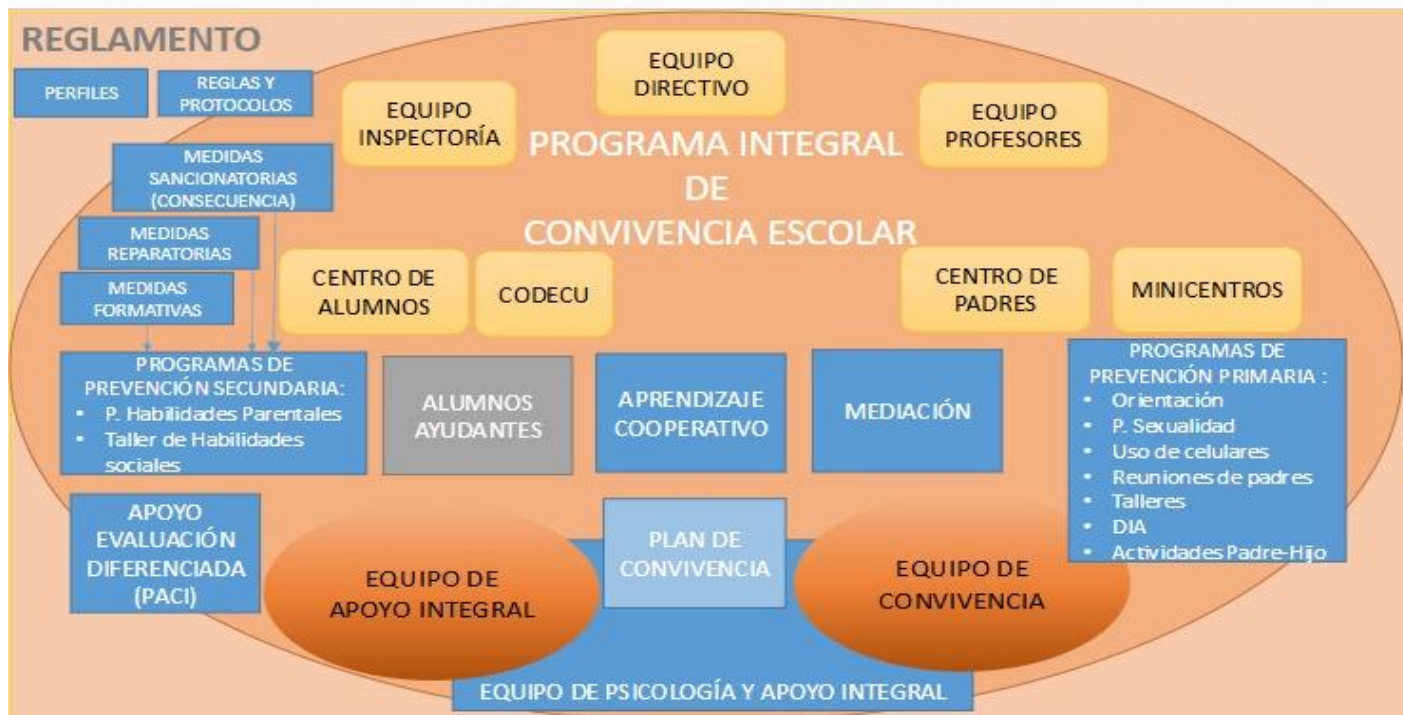 REGLAMENTO
PERFILES
REGLAS Y
PROTOCOLOS
EQUIPO
INSPECTORÍA
EQUIPO
DIRECTIVO
EQUIPO
PROFESORES
PROGRAMA INTEGRAL
DE
CONVIVENCIA ESCOLAR
MEDIDAS
SANCIONATORIAS
(CONSECUENCIA)
MEDIDAS
REPARATORIAS
MEDIDAS
FORMATIVAS
CENTRO DE
ALUMNOS
CODECU
CENTRO DE
PADRES
MINICENTROS
PROGRAMAS DE
PREVENCIÓN SECUNDARIA:
• P. Habilidades Parentales
• Taller de Habilidades
sociales
ALUMNOS
AYUDANTES
APRENDIZAJE
COOPERATIVO
MEDIACIÓN
PROGRAMAS DE
PREVENCIÓN PRIMARIA :
• Orientación
• P. Sexualidad
• Uso de celulares
• Reuniones de padres
• Talleres
• DIA
• Actividades Padre-Hijo
APOYO
EVALUACIÓN
DIFERENCIADA
(PACI)
EQUIPO DE
APOYO INTEGRAL
PLAN DE
CONVIVENCIA
EQUIPO DE
CONVIVENCIA
EQUIPO DE PSICOLOGÍA Y APOYO INTEGRAL